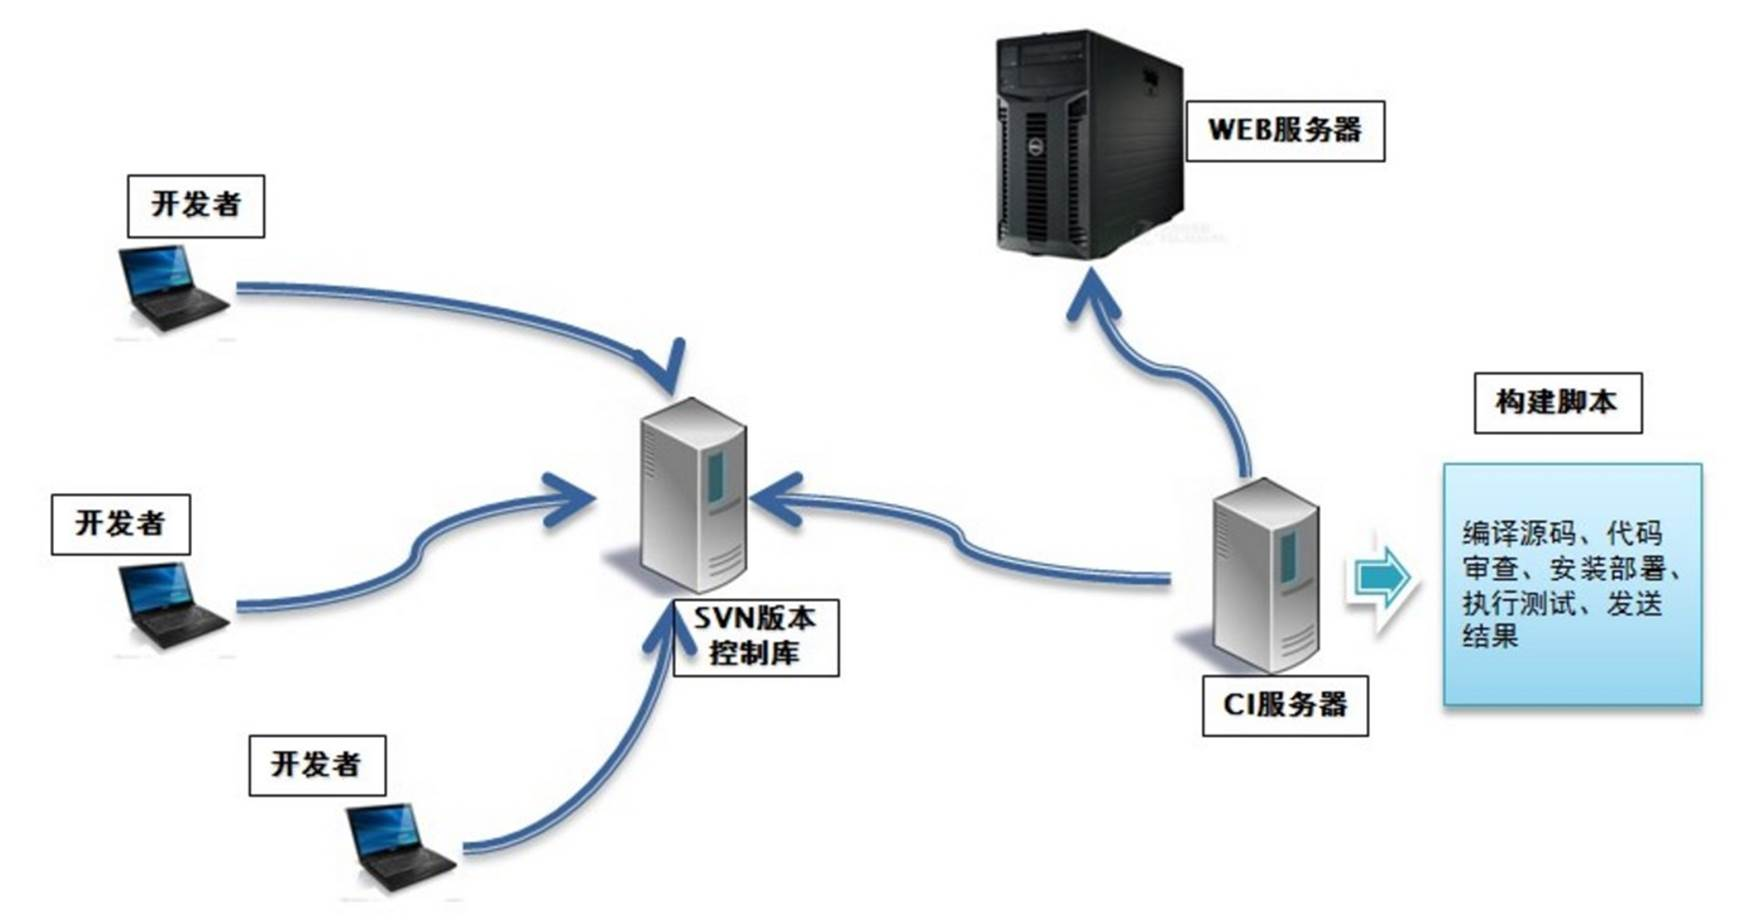 WEB服务器
开发者
构建脚本
开发者
编译源码、代码
审查、安装部署、
执行测试、发送
结果
SVN版本
控制库
CI服务器
开发者